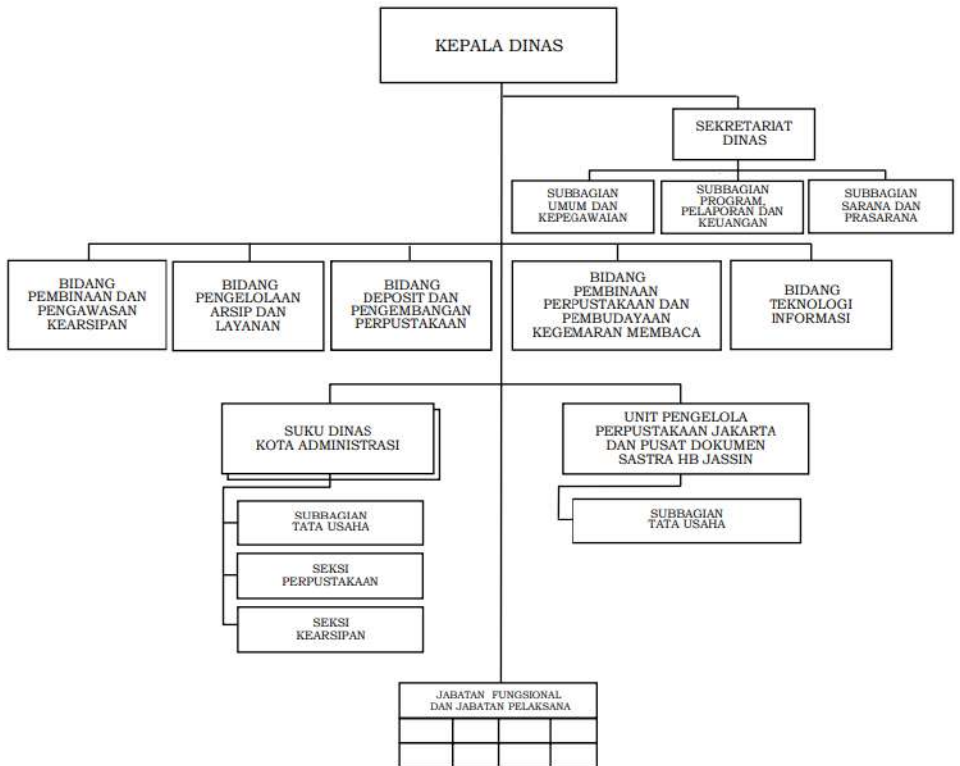 KEPALA DINAS
SEKRETARIAT
DINAS
SUBBAGIAN
UMUM DAN
KEPEGAWAIAN
SUBBAGIAN
PROGRAM,
PELAPORAN DAN
KEUANGAN
SUBBAGIAN
SARANA DAN
PRASARANA
BIDANG
PEMBINAAN DAN
PENGAWASAN
KEARSIPAN
BIDANG
PENGELOLAAN
ARSIP DAN
LAYANAN
BIDANG
DEPOSIT DAN
PENGEMBANGAN
PERPUSTAKAAN
BIDANG
PEMBINAAN
PERPUSTAKAAN DAN
PEMBUDAYAAN
KEGEMARAN MEMBACA
BIDANG
TEKNOLOGI
INFORMASI
SUKU DINAS
KOTA ADMINISTRASI
SUBBAGIAN
TATA USAHA
SEKSI
PERPUSTAKAAN
SEKSI
KEARSIPAN
UNIT PENGELOLA
PERPUSTAKAAN JAKARTA
DAN PUSAT DOKUMEN
SASTRA HB JASSIN
SUBBAGIAN
TATA USAHA
JABATAN FUNGSIONAL
DAN JABATAN PELAKSANA